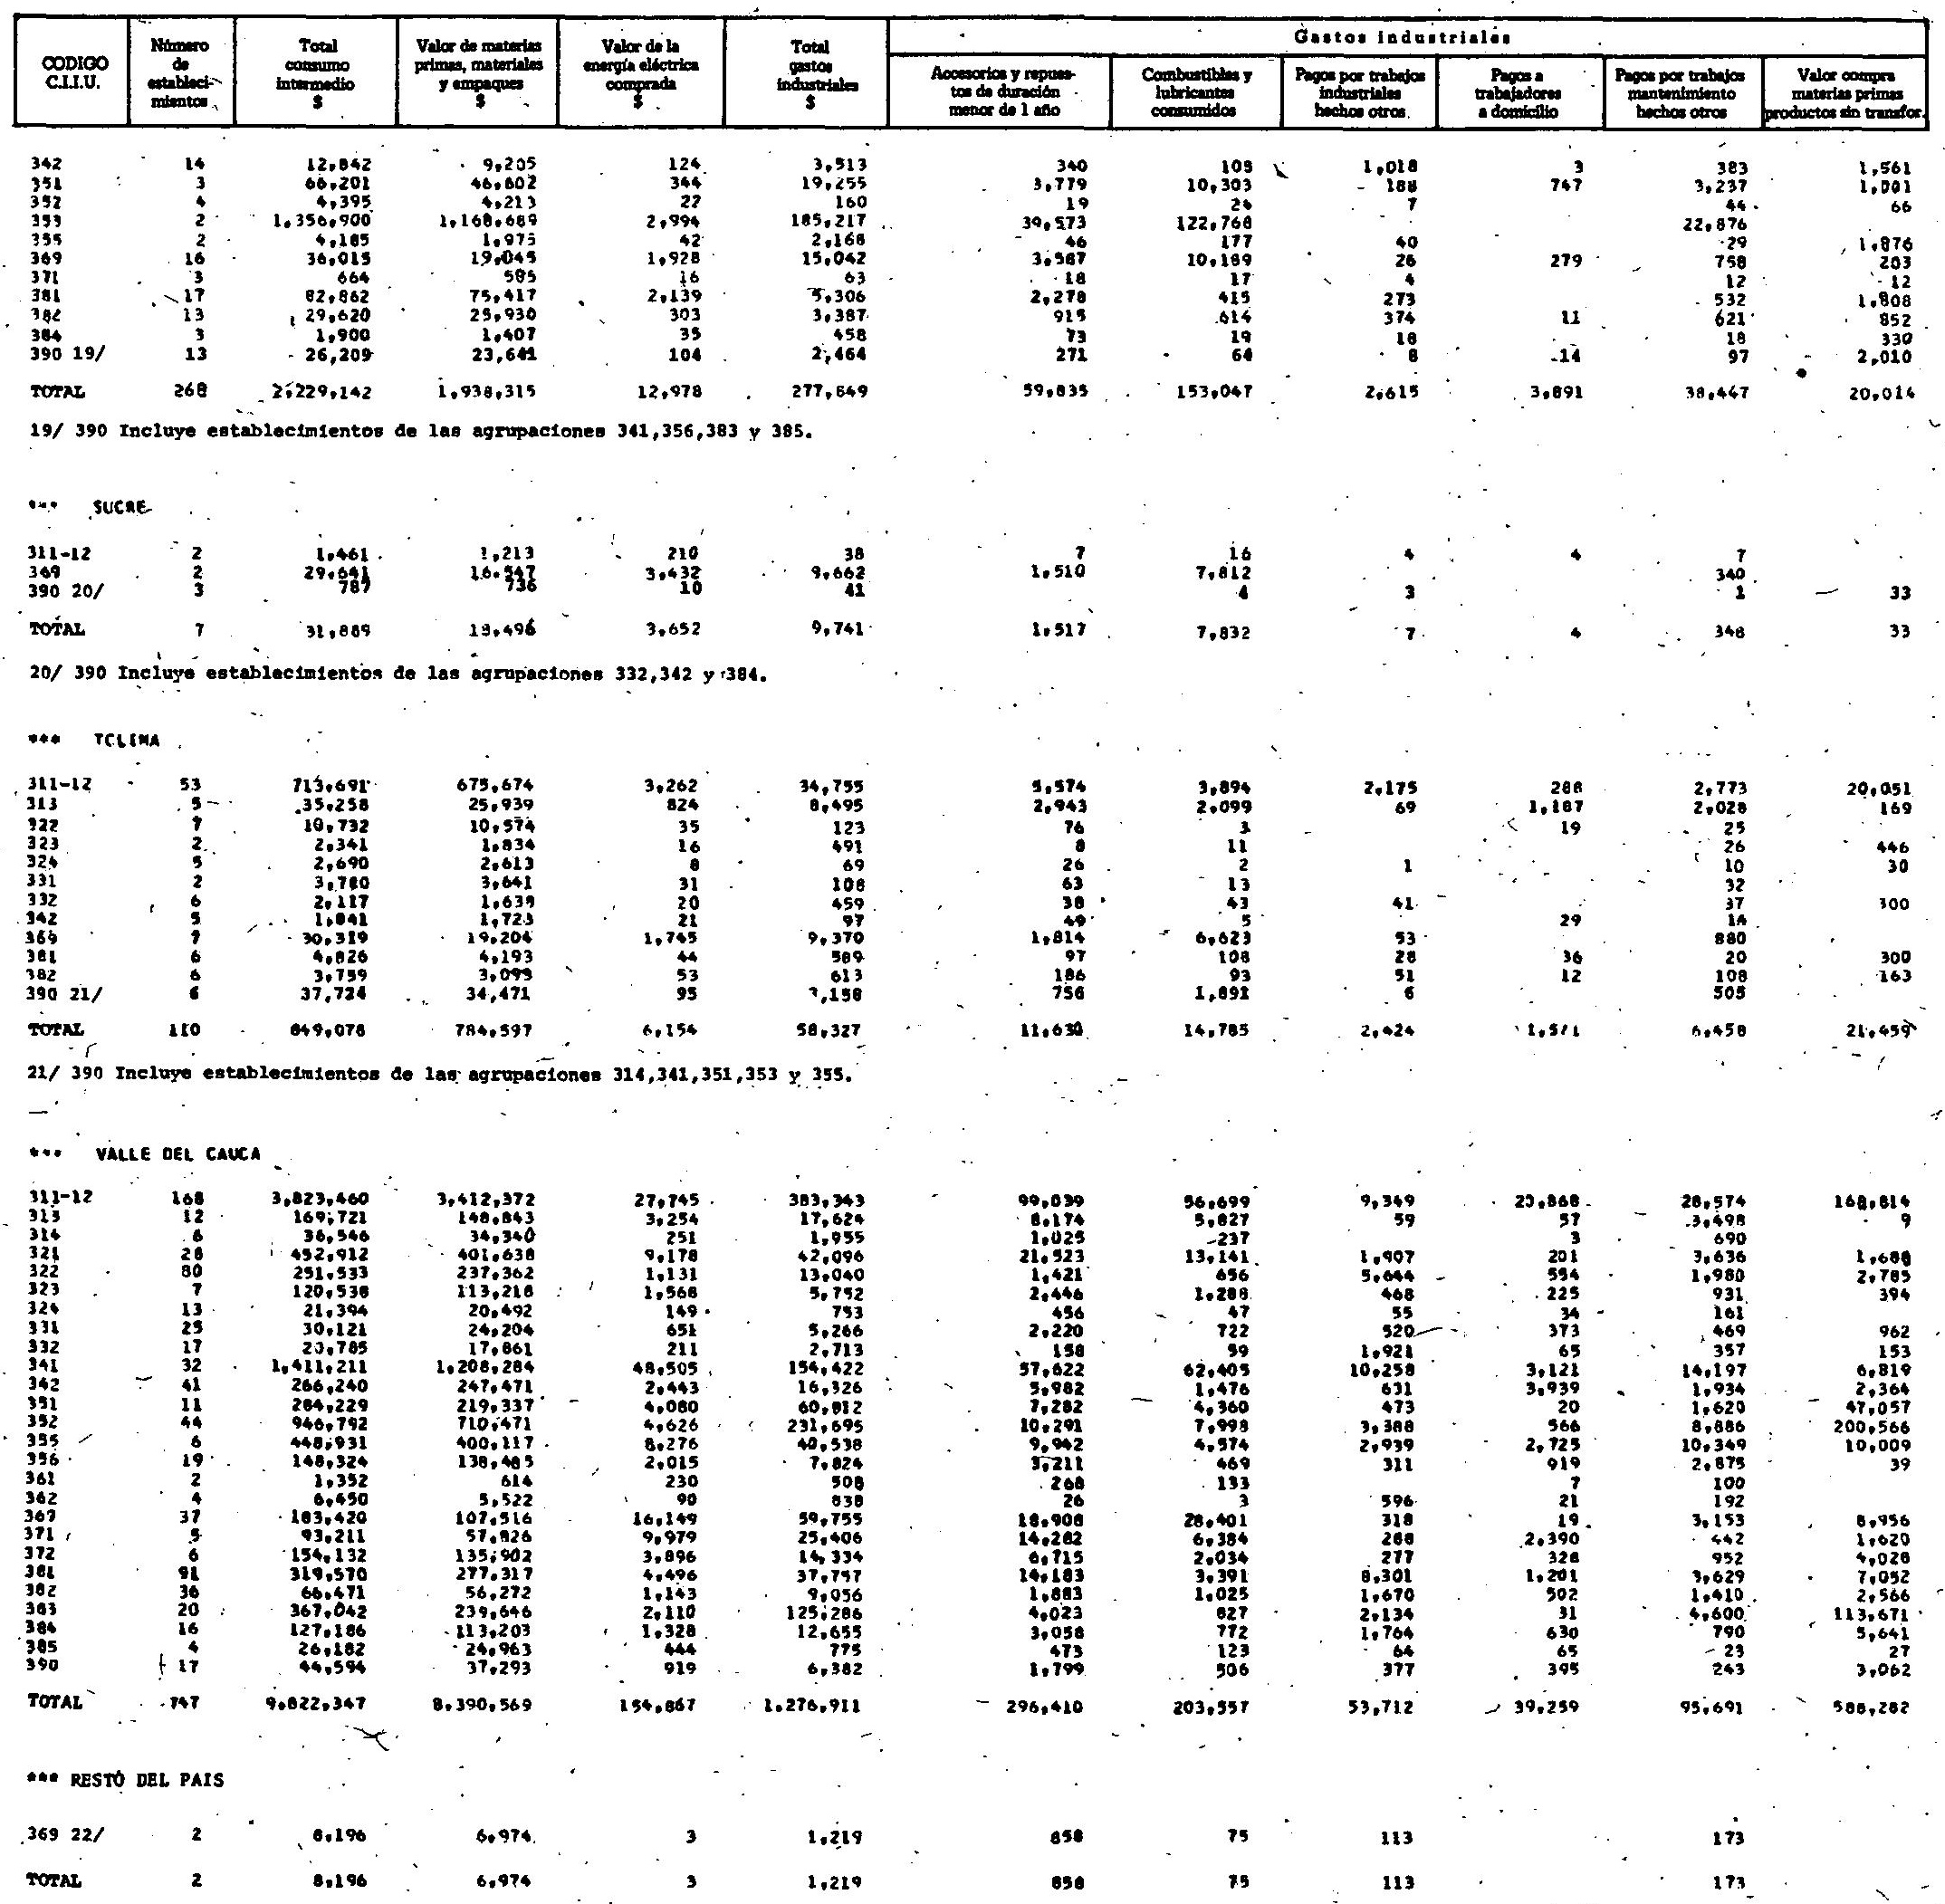 Gastos industriales
CODIGO C.I.I.U. Número de estableci-mientos Total consumo intermedio $ Valor de materias primas, materiales y empaques $ Valor de la energía eléctrica comprada $ Total gastos industriales $ Accesorios y repues-tos de duración menor de 1 año Combustibles y lubricantes consumidos Pagos por trabajos industriales hechos otros Pagos a trabajadores a domicilio Pagos por trabajos mantenimiento hechos otros Valor compra materias primas productos sin transfor.
342 14 12,842 9,205 124 3,513 340 108 1,018 3 383 1,561
351 3 66,201 46,602 344 19,255 3,779 10,303 188 747 3,237 1,001
352 4 4,395 4,213 22 160 19 24 7 44 66
353 2 1,356,900 1,168,689 2,994 185,217 39,573 122,768 22,876
355 2 4,185 1,975 42 2,168 46 177 40 29 1,876
369 16 36,015 19,045 1,928 15,042 3,587 10,189 26 279 758 203
371 3 664 585 16 63 18 17 4 12 12
381 17 82,862 75,417 2,139 5,306 2,278 415 273 532 1,808
382 13 29,620 25,930 303 3,387 915 614 374 11 621 852
384 3 1,900 1,407 35 458 73 19 18 18 330
390 19/ 13 26,209 23,641 104 2,464 271 64 8 14 97 2,010
TOTAL 268 2,229,142 1,938,315 12,978 277,849 59,835 153,047 2,615 3,891 38,447 20,014
19/ 390 Incluye establecimientos de las agrupaciones 341,356,383 y 385.
*** SUCRE
311-12 2 1,461 1,213 210 38 7 16 4 4 7
369 2 29,641 16,547 3,432 9,662 1,510 7,812 340
390 20/ 3 787 736 10 41 4 3 1 33
TOTAL 7 31,889 18,496 3,652 9,741 1,517 7,832 7 4 348 33
20/ 390 Incluye establecimientos de las agrupaciones 332,342 y 384.
*** TOLIMA
311-12 53 713,691 675,674 3,262 34,755 5,574 3,894 2,175 288 2,773 20,051
313 5 35,258 25,939 824 8,495 2,943 2,099 69 1,187 2,028 169
322 7 10,732 10,574 35 123 76 3 19 25
323 2 2,341 1,834 16 491 8 11 26 446
324 5 2,690 2,613 8 69 26 2 1 10 30
331 2 3,780 3,641 31 108 63 13 32
332 6 2,117 1,638 20 459 38 43 41 37 300
342 5 1,841 1,723 21 97 49 5 29 14
369 7 30,319 19,204 1,745 9,370 1,814 6,623 53 880
381 6 4,826 4,193 44 589 97 108 28 36 20 300
382 6 3,759 3,093 53 613 186 93 51 12 108 163
390 21/ 6 37,724 34,471 95 3,158 756 1,891 6 505
TOTAL 110 849,078 784,597 6,154 58,327 11,630 14,785 2,424 1,571 6,458 21,459
21/ 390 Incluye establecimientos de las agrupaciones 314,341,351,353 y 355.
*** VALLE DEL CAUCA
311-12 168 3,823,460 3,412,372 27,745 383,343 99,039 56,699 9,349 20,868 28,574 168,814
313 12 169,721 148,843 3,254 17,624 8,174 5,827 59 57 3,498 9
314 6 36,546 34,340 251 1,955 1,025 237 3 690
321 28 452,912 401,638 9,178 42,096 21,523 13,141 1,907 201 3,636 1,688
322 80 251,533 237,362 1,131 13,040 1,421 656 5,644 554 1,980 2,785
323 7 120,538 113,218 1,568 5,752 2,446 1,288 468 225 931 394
324 13 21,394 20,492 149 753 456 47 55 34 161
331 25 30,121 24,204 651 5,266 2,220 722 520 373 469 962
332 17 20,785 17,861 211 2,713 158 59 1,921 65 357 153
341 32 1,411,211 1,208,284 48,505 154,422 57,622 62,405 10,258 3,121 14,197 6,819
342 41 266,240 247,471 2,443 16,326 5,982 1,476 631 3,939 1,934 2,364
351 11 284,229 219,337 4,080 60,812 7,282 4,360 473 20 1,620 47,057
352 44 946,792 710,471 4,626 231,695 10,291 7,998 3,388 566 8,886 200,566
355 6 448,931 400,117 8,276 40,538 9,942 4,574 2,939 2,725 10,349 10,009
356 19 148,324 138,485 2,015 7,824 3,211 469 311 919 2,875 39
361 2 1,352 614 230 508 268 133 7 100
362 4 6,450 5,522 90 838 26 3 596 21 192
369 37 183,420 107,516 16,149 59,755 18,908 28,401 318 19 3,153 8,956
371 5 93,211 57,826 9,979 25,406 14,282 6,384 288 2,390 442 1,620
372 6 154,132 135,902 3,896 14,334 6,715 2,034 277 328 952 4,028
381 91 319,570 277,317 4,496 37,757 14,183 3,391 8,301 1,201 3,629 7,052
382 36 66,471 56,272 1,143 9,056 1,883 1,025 1,670 502 1,410 2,566
383 20 367,042 239,646 2,110 125,286 4,023 827 2,134 31 4,600 113,671
384 16 127,186 113,203 1,328 12,655 3,058 772 1,764 630 790 5,641
385 4 26,182 24,963 444 775 473 123 64 65 23 27
390 17 44,594 37,293 919 6,382 1,799 506 377 395 243 3,062
TOTAL 747 9,822,347 8,390,569 154,867 1,276,911 296,410 203,557 53,712 39,259 95,691 588,282
*** RESTO DEL PAIS
369 22/ 2 8,196 6,974 3 1,219 858 75 113 173
TOTAL 2 8,196 6,974 3 1,219 858 75 113 173